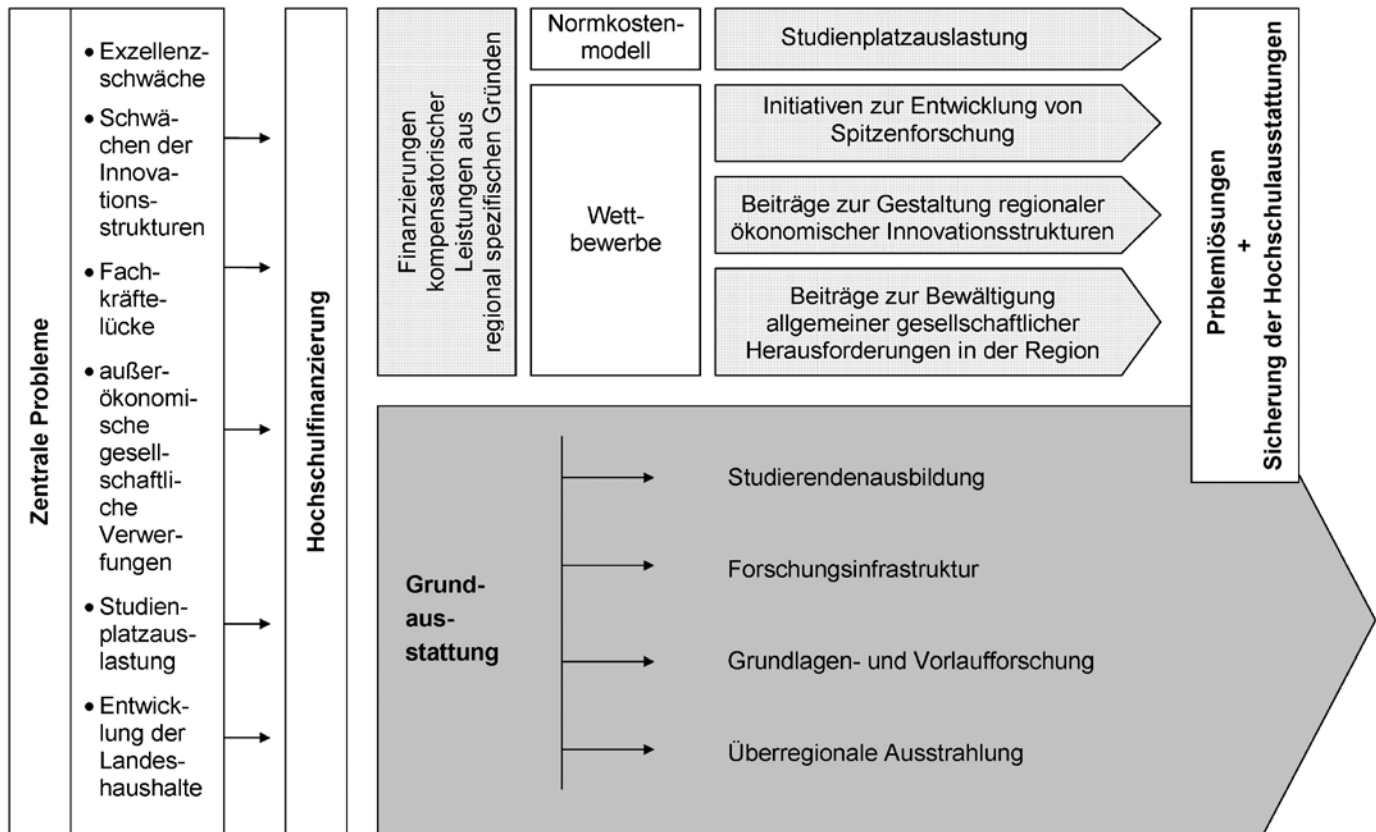 Zentrale Probleme
• Exzellenz-
schwäche
• Schwä-
chen der
Innova-
tions-
strukturen
• Fach-
kräfte-
lücke
• außer-
ökonomi-
sche
gesell-
schaftli-
che
Verwer-
fungen
• Studien-
platzaus-
lastung
• Entwick-
lung der
Landes-
haushalte
Hochschulfinanzierung
Finanzierungen
kompensatorischer
Leistungen aus
regional spezifischen Gründen
Normkosten-
modell
Studienplatzauslastung
Wett-
bewerbe
Initiativen zur Entwicklung von
Spitzenforschung
Beiträge zur Gestaltung regionaler
ökonomischer Innovationsstrukturen
Beiträge zur Bewältigung
allgemeiner gesellschaftlicher
Herausforderungen in der Region
Grund-
aus-
stattung
Studierendenausbildung
Forschungsinfrastruktur
Grundlagen- und Vorlaufforschung
Überregionale Ausstrahlung
Prblemlösungen
+
Sicherung der Hochschulausstattungen